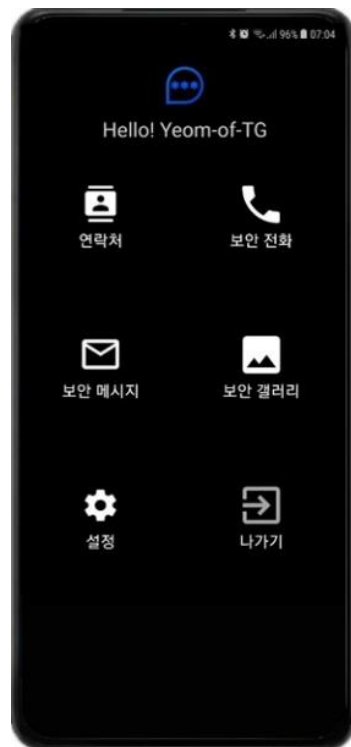 96% 07:04
Hello! Yeom-of-TG
연락처
보안 전화
보안 메시지
보안 갤러리
설정
나가기